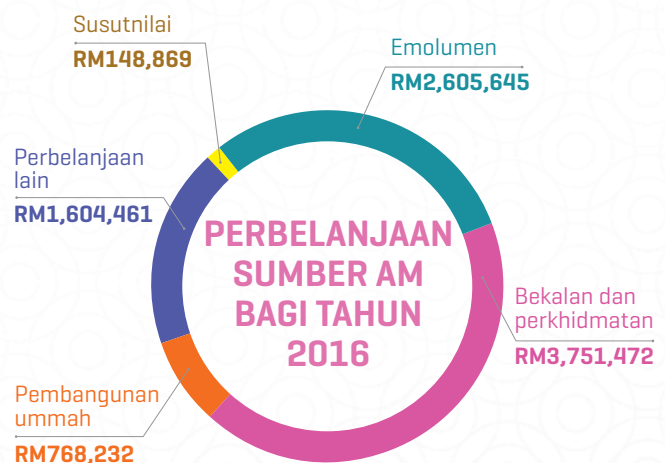 Susutnilai
RM148,869
Emolumen
RM2,605,645
Perbelanjaan
lain
RM1,604,461
PERBELANJAAN
SUMBER AM
BAGI TAHUN
2016
Bekalan dan
perkhidmatan
RM3,751,472
Pembangunan
ummah
RM768,232